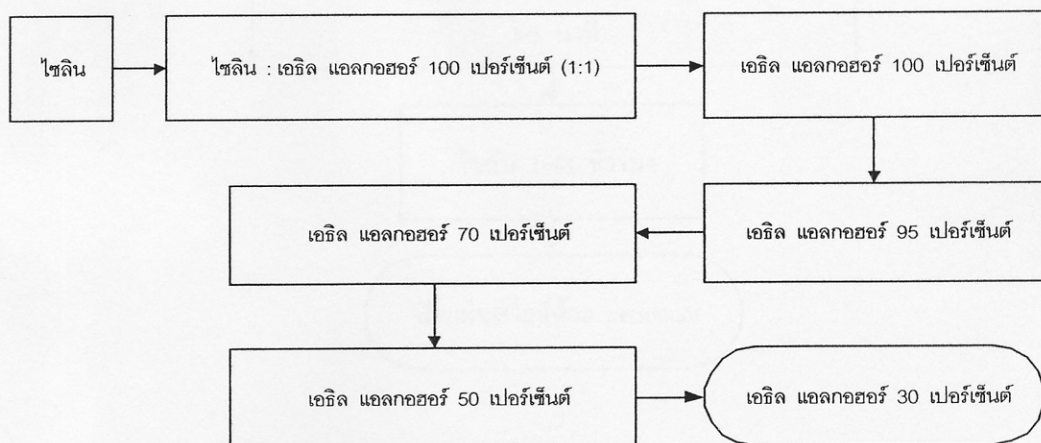 ไซลิน
ไซลิน : เอธิล แอลกอฮอร์ 100 เปอร์เซ็นต์ (1:1)
เอธิล แอลกอฮอร์ 100 เปอร์เซ็นต์
เอธิล แอลกอฮอร์ 95 เปอร์เซ็นต์
เอธิล แอลกอฮอร์ 70 เปอร์เซ็นต์
เอธิล แอลกอฮอร์ 50 เปอร์เซ็นต์
เอธิล แอลกอฮอร์ 30 เปอร์เซ็นต์